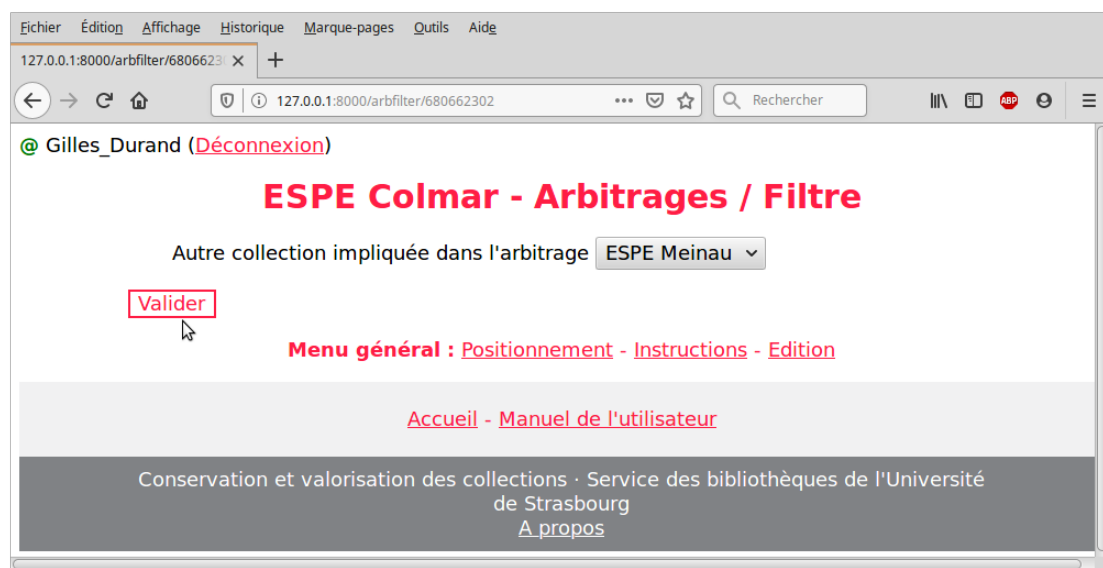 Fichier Édition Affichage Historique Marque-pages Outils Aide
127.0.0.1:8000/arbfilter/6806623
127.0.0.1:8000/arbfilter/680662302 Rechercher ABP
@ Gilles_Durand (Déconnexion)
ESPE Colmar - Arbitrages / Filtre
Autre collection impliquée dans l'arbitrage ESPE Meinau
Valider
Menu général : Positionnement - Instructions - Edition
Accueil - Manuel de l'utilisateur
Conservation et valorisation des collections · Service des bibliothèques de l'Université
de Strasbourg
A propos